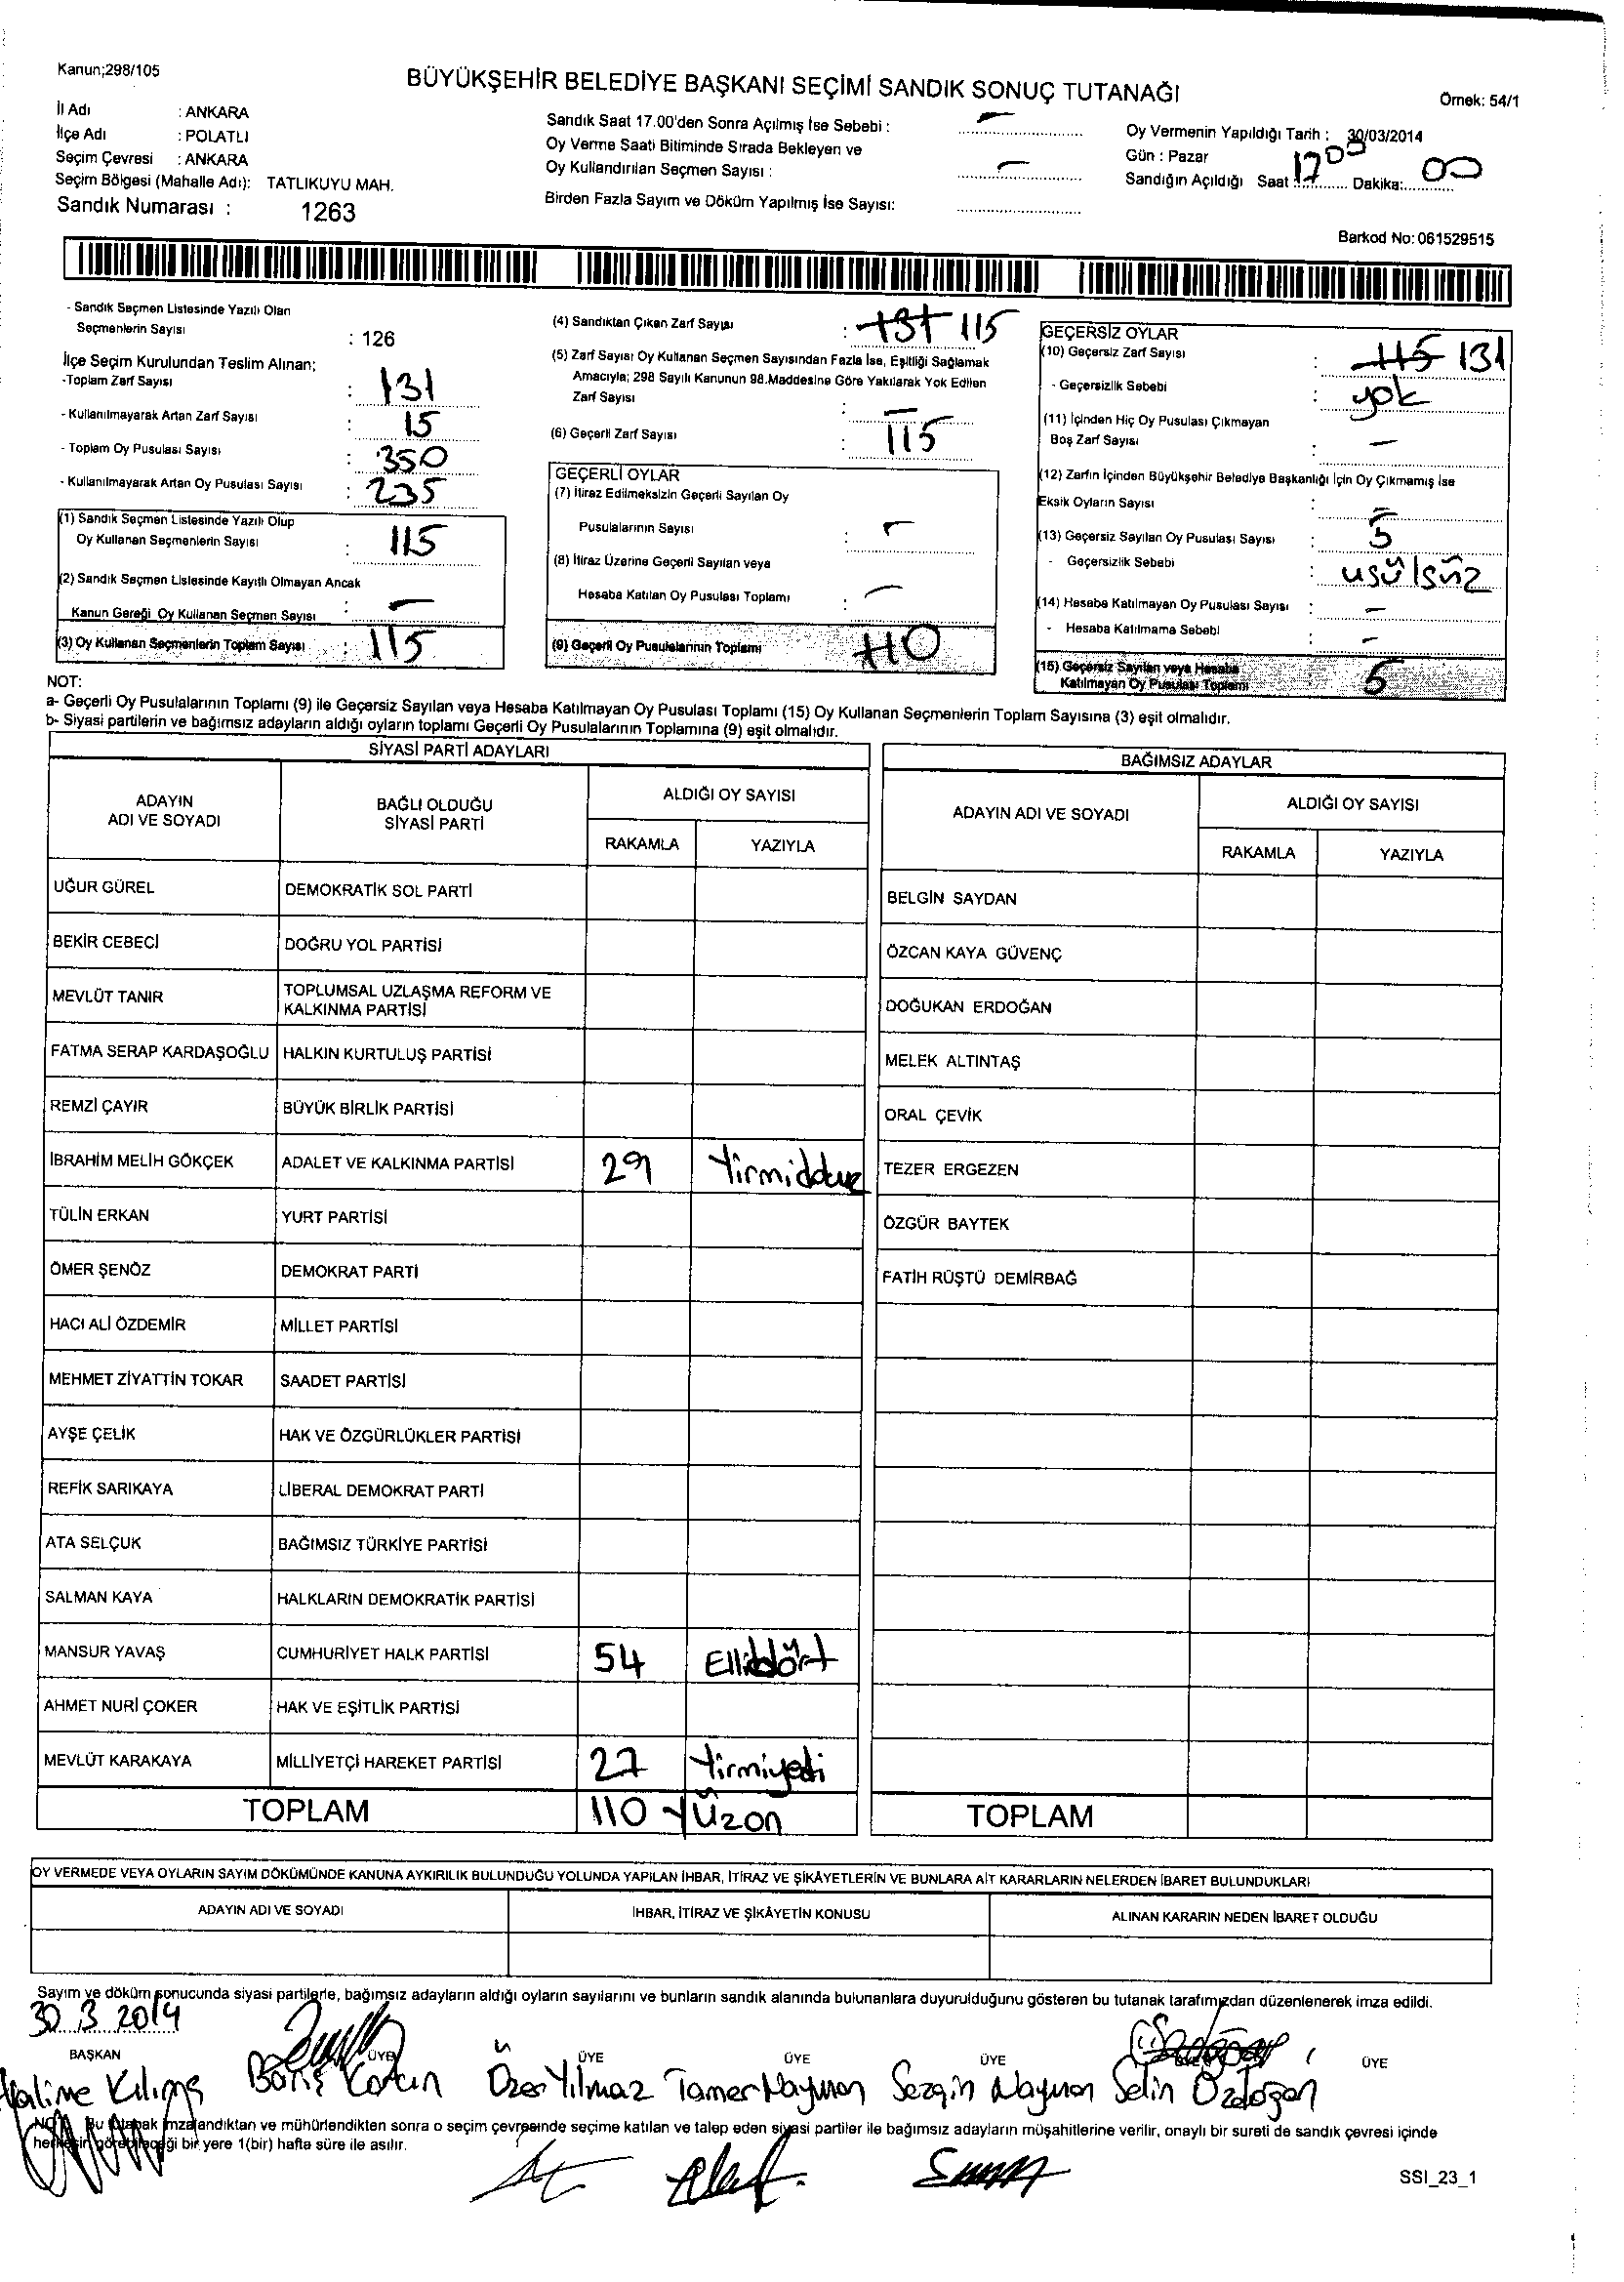 Kanun;298/105
BÜYÜKŞEHİR BELEDİYE BAŞKANI SEÇİMİ SANDIK SONUÇ TUTANAĞI
Örnek: 54/1
İl Adı : ANKARA
İlçe Adı : POLATLI
Seçim Çevresi : ANKARA
Seçim Bölgesi (Mahalle Adı): TATLIKUYU MAH.
Sandık Numarası : 1263
Sandık Saat 17.00'den Sonra Açılmış İse Sebebi : –
Oy Verme Saati Bitiminde Sırada Bekleyen ve
Oy Kullandırılan Seçmen Sayısı : –
Birden Fazla Sayım ve Döküm Yapılmış İse Sayısı:
Oy Vermenin Yapıldığı Tarih : 30/03/2014
Gün : Pazar
Sandığın Açıldığı Saat : 1700 Dakika: 00
Barkod No: 061529515
- Sandık Seçmen Listesinde Yazılı Olan
Seçmenlerin Sayısı : 126
İlçe Seçim Kurulundan Teslim Alınan;
-Toplam Zarf Sayısı : 131
- Kullanılmayarak Artan Zarf Sayısı : 15
- Toplam Oy Pusulası Sayısı : 350
- Kullanılmayarak Artan Oy Pusulası Sayısı : 235
(1) Sandık Seçmen Listesinde Yazılı Olup
Oy Kullanan Seçmenlerin Sayısı : 115
(2) Sandık Seçmen Listesinde Kayıtlı Olmayan Ancak
Kanun Gereği Oy Kullanan Seçmen Sayısı : –
(3) Oy Kullanan Seçmenlerin Toplam Sayısı : 115
(4) Sandıktan Çıkan Zarf Sayısı : 131 115
(5) Zarf Sayısı Oy Kullanan Seçmen Sayısından Fazla İse, Eşitliği Sağlamak
Amacıyla; 298 Sayılı Kanunun 98.Maddesine Göre Yakılarak Yok Edilen
Zarf Sayısı : –
(6) Geçerli Zarf Sayısı : 115
GEÇERLİ OYLAR
(7) İtiraz Edilmeksizin Geçerli Sayılan Oy
Pusulalarının Sayısı : –
(8) İtiraz Üzerine Geçerli Sayılan veya
Hesaba Katılan Oy Pusulası Toplamı : –
(9) Geçerli Oy Pusulalarının Toplamı 110
GEÇERSİZ OYLAR
(10) Geçersiz Zarf Sayısı : 115 131
- Geçersizlik Sebebi : yok
(11) İçinden Hiç Oy Pusulası Çıkmayan
Boş Zarf Sayısı : –
(12) Zarfın İçinden Büyükşehir Belediye Başkanlığı İçin Oy Çıkmamış İse
Eksik Oyların Sayısı : –
(13) Geçersiz Sayılan Oy Pusulası Sayısı : 5
- Geçersizlik Sebebi : usülsüz
(14) Hesaba Katılmayan Oy Pusulası Sayısı : –
- Hesaba Katılmama Sebebi : –
(15) Geçersiz Sayılan veya Hesaba
Katılmayan Oy Pusulası Toplamı 5
NOT:
a- Geçerli Oy Pusulalarının Toplamı (9) ile Geçersiz Sayılan veya Hesaba Katılmayan Oy Pusulası Toplamı (15) Oy Kullanan Seçmenlerin Toplam Sayısına (3) eşit olmalıdır.
b- Siyasi partilerin ve bağımsız adayların aldığı oyların toplamı Geçerli Oy Pusulalarının Toplamına (9) eşit olmalıdır.
SİYASİ PARTİ ADAYLARI
ADAYIN ADI VE SOYADI
BAĞLI OLDUĞU SİYASİ PARTİ
ALDIĞI OY SAYISI
RAKAMLA YAZIYLA
UĞUR GÜREL DEMOKRATİK SOL PARTİ
BEKİR CEBECİ DOĞRU YOL PARTİSİ
MEVLÜT TANIR TOPLUMSAL UZLAŞMA REFORM VE
KALKINMA PARTİSİ
FATMA SERAP KARDAŞOĞLU HALKIN KURTULUŞ PARTİSİ
REMZİ ÇAYIR BÜYÜK BİRLİK PARTİSİ
İBRAHİM MELİH GÖKÇEK ADALET VE KALKINMA PARTİSİ 29 Yirmidokuz
TÜLİN ERKAN YURT PARTİSİ
ÖMER ŞENÖZ DEMOKRAT PARTİ
HACI ALİ ÖZDEMİR MİLLET PARTİSİ
MEHMET ZİYATTİN TOKAR SAADET PARTİSİ
AYŞE ÇELİK HAK VE ÖZGÜRLÜKLER PARTİSİ
REFİK SARIKAYA LİBERAL DEMOKRAT PARTİ
ATA SELÇUK BAĞIMSIZ TÜRKİYE PARTİSİ
SALMAN KAYA HALKLARIN DEMOKRATİK PARTİSİ
MANSUR YAVAŞ CUMHURİYET HALK PARTİSİ 54 Ellidört
AHMET NURİ ÇOKER HAK VE EŞİTLİK PARTİSİ
MEVLÜT KARAKAYA MİLLİYETÇİ HAREKET PARTİSİ 27 Yirmiyedi
TOPLAM 110 Yüzon
BAĞIMSIZ ADAYLAR
ADAYIN ADI VE SOYADI
ALDIĞI OY SAYISI
RAKAMLA YAZIYLA
BELGİN SAYDAN
ÖZCAN KAYA GÜVENÇ
DOĞUKAN ERDOĞAN
MELEK ALTINTAŞ
ORAL ÇEVİK
TEZER ERGEZEN
ÖZGÜR BAYTEK
FATİH RÜŞTÜ DEMİRBAĞ
TOPLAM
OY VERMEDE VEYA OYLARIN SAYIM DÖKÜMÜNDE KANUNA AYKIRILIK BULUNDUĞU YOLUNDA YAPILAN İHBAR, İTİRAZ VE ŞİKÂYETLERİN VE BUNLARA AİT KARARLARIN NELERDEN İBARET BULUNDUKLARI
ADAYIN ADI VE SOYADI
İHBAR, İTİRAZ VE ŞİKÂYETİN KONUSU
ALINAN KARARIN NEDEN İBARET OLDUĞU
Sayım ve döküm sonucunda siyasi partilerle, bağımsız adayların aldığı oyların sayılarını ve bunların sandık alanında bulunanlara duyurulduğunu gösteren bu tutanak tarafımızdan düzenlenerek imza edildi.
30.3.2014
BAŞKAN ÜYE ÜYE ÜYE ÜYE ÜYE
Halime Kılınç Barış Özer Yılmaz Tamer Sezgin Selin Özdoğan
NOT: Bu tutanak imzalandıktan ve mühürlendikten sonra o seçim çevresinde seçime katılan ve talep eden siyasi partiler ile bağımsız adayların müşahitlerine verilir, onaylı bir sureti de sandık çevresi içinde
herkesin görebileceği bir yere 1(bir) hafta süre ile asılır.
SSI_23_1